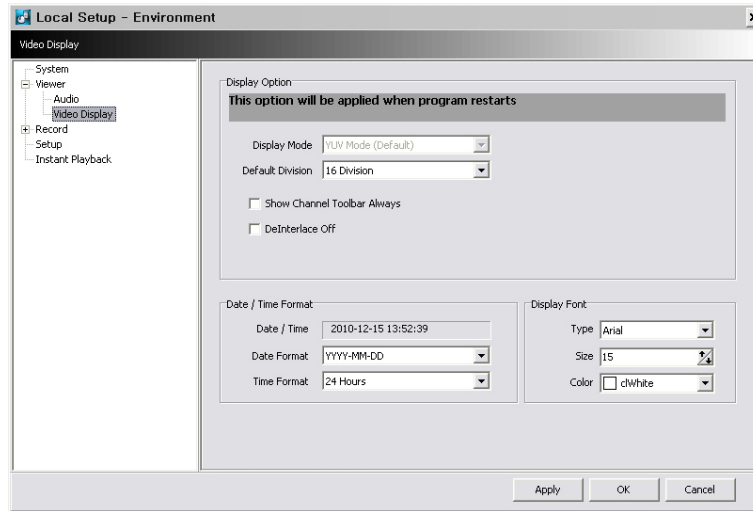 Local Setup - Environment
Video Display
System
Viewer
Audio
Video Display
Record
Setup
Instant Playback
Display Option
This option will be applied when program restarts
Display Mode YUV Mode (Default)
Default Division 16 Division
Show Channel Toolbar Always
DeInterlace Off
Date / Time Format
Date / Time 2010-12-15 13:52:39
Date Format YYYY-MM-DD
Time Format 24 Hours
Display Font
Type Arial
Size 15
Color clWhite
Apply OK Cancel